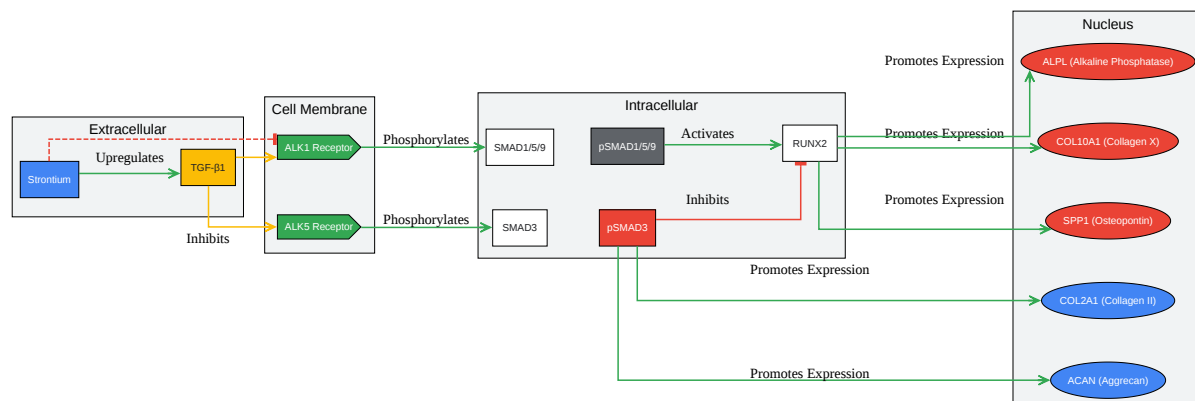 Nucleus
Promotes Expression
ALPL (Alkaline Phosphatase)
Cell Membrane
Intracellular
Extracellular
Phosphorylates
Activates
Promotes Expression
ALK1 Receptor
SMAD1/5/9
pSMAD1/5/9
RUNX2
COL10A1 (Collagen X)
Upregulates
Strontium
TGF-β1
Inhibits
Promotes Expression
Phosphorylates
SPP1 (Osteopontin)
ALK5 Receptor
SMAD3
pSMAD3
Inhibits
Promotes Expression
COL2A1 (Collagen II)
Promotes Expression
ACAN (Aggrecan)